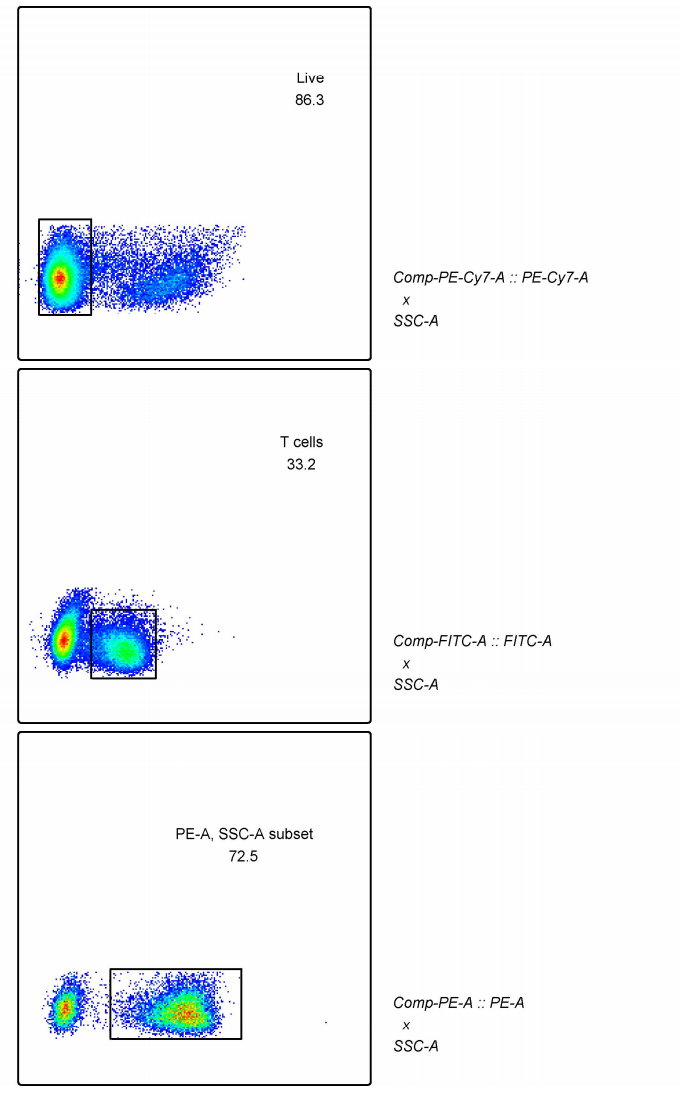 Live
86.3
Comp-PE-Cy7-A :: PE-Cy7-A
x
SSC-A
T cells
33.2
Comp-FITC-A :: FITC-A
x
SSC-A
PE-A, SSC-A subset
72.5
Comp-PE-A :: PE-A
x
SSC-A